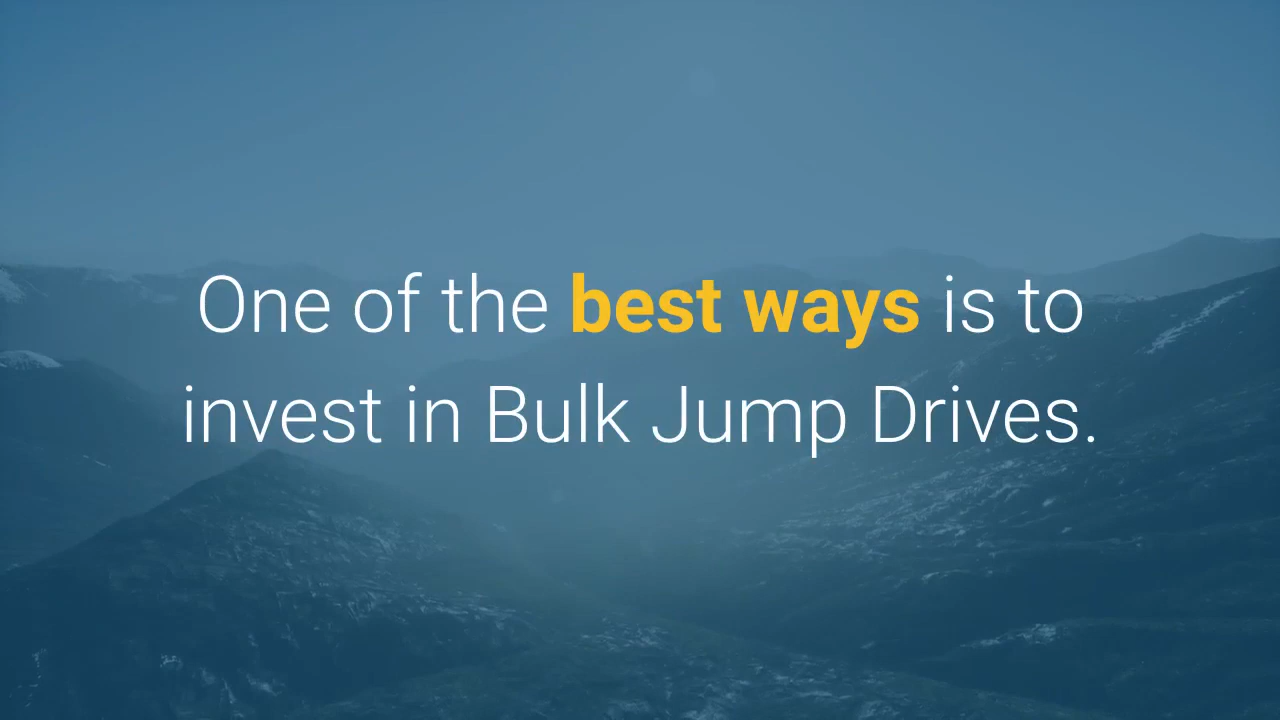 One of the best ways is to
invest in Bulk Jump Drives.